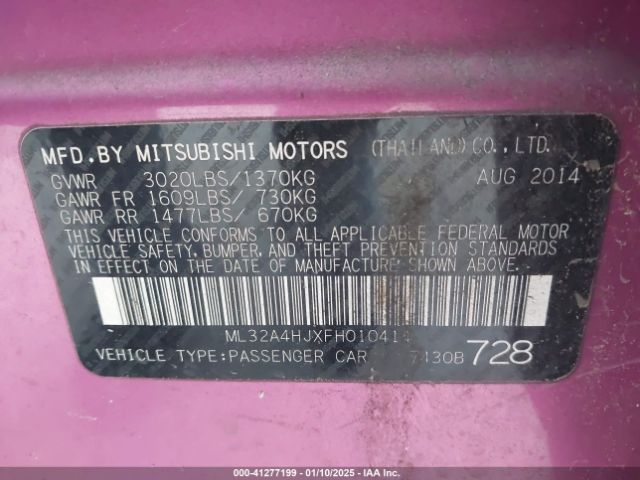 MFD.BY MITSUBISHI MOTORS (THAILAND) CO.,LTD.
GVWR 3020LBS/1370KG AUG 2014
GAWR FR 1609LBS/ 730KG
GAWR RR 1477LBS/ 670KG
THIS VEHICLE CONFORMS TO ALL APPLICABLE FEDERAL MOTOR
VEHICLE SAFETY, BUMPER, AND THEFT PREVENTION STANDARDS
IN EFFECT ON THE DATE OF MANUFACTURE SHOWN ABOVE.
VEHICLE TYPE:PASSENGER CAR 728
000-41277199 - 01/10/2025 - IAA Inc.